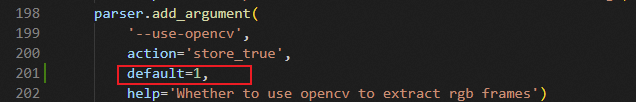 198 parser.add_argument(
199 '--use-opencv',
200 action='store_true',
201 default=1,
202 help='Whether to use opencv to extract rgb frames')